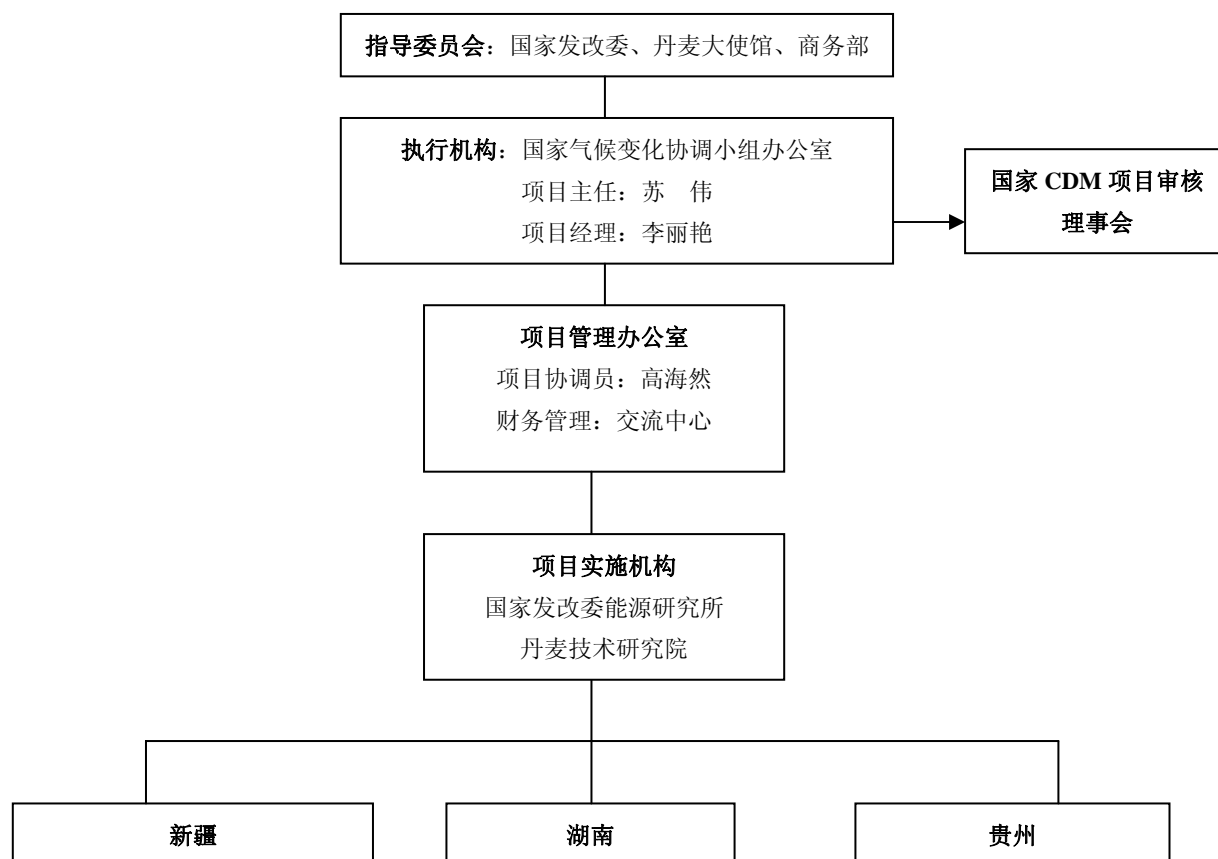 指导委员会：国家发改委、丹麦大使馆、商务部
执行机构：国家气候变化协调小组办公室
项目主任：苏　伟
项目经理：李丽艳
国家 CDM 项目审核
理事会
项目管理办公室
项目协调员：高海然
财务管理：交流中心
项目实施机构
国家发改委能源研究所
丹麦技术研究院
新疆
湖南
贵州